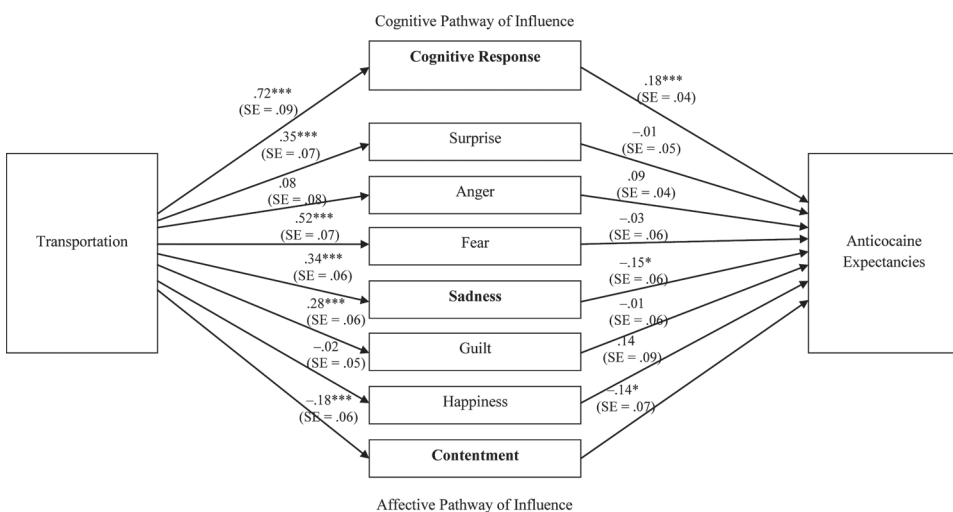 Cognitive Pathway of Influence
Cognitive Response
.72***
(SE = .09)
.18***
(SE = .04)
.35***
(SE = .07)
Surprise
–.01
(SE = .05)
.08
(SE = .08)
Anger
.09
(SE = .04)
Transportation
.52***
(SE = .07)
Fear
–.03
(SE = .06)
Anticocaine
Expectancies
.34***
(SE = .06)
Sadness
–.15*
(SE = .06)
.28***
(SE = .06)
Guilt
–.01
(SE = .06)
–.02
(SE = .05)
Happiness
.14
(SE = .09)
–.18***
(SE = .06)
Contentment
–.14*
(SE = .07)
Affective Pathway of Influence